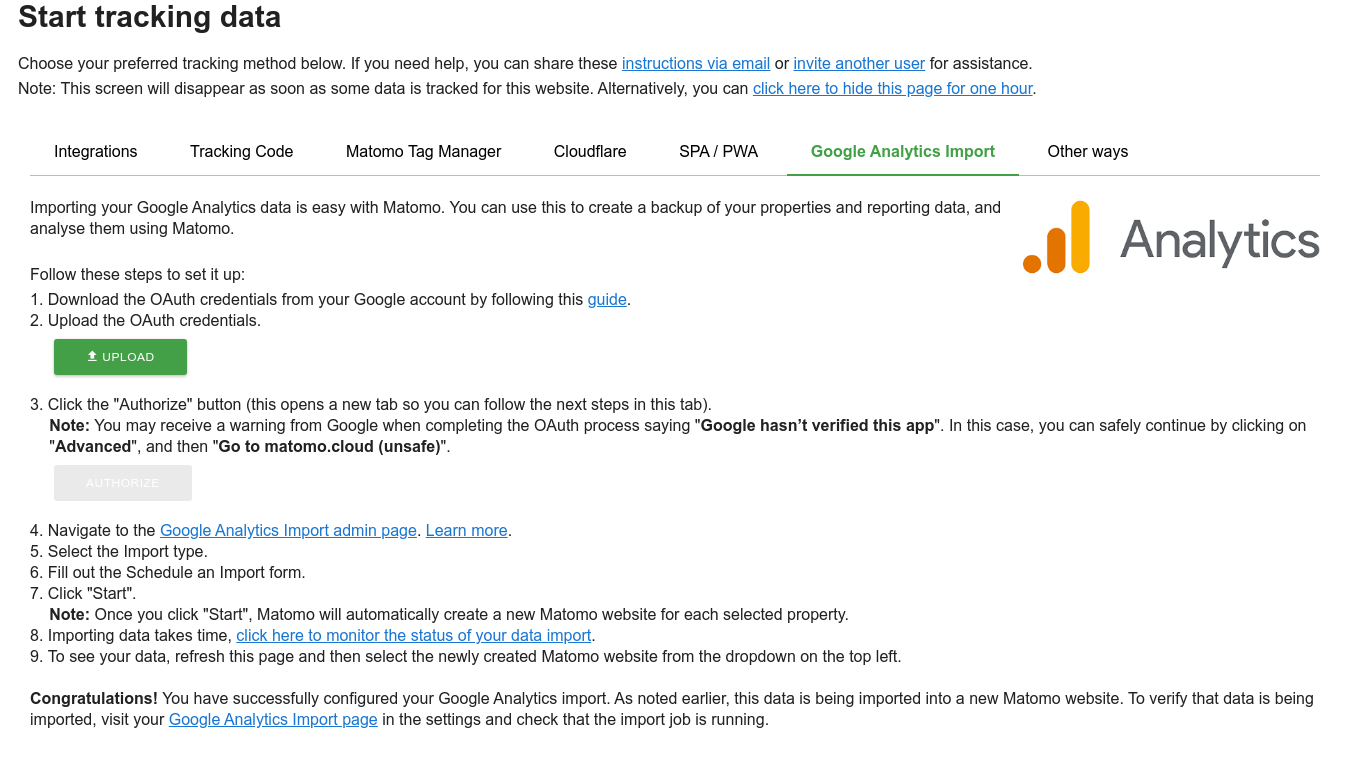 Start tracking data
Choose your preferred tracking method below. If you need help, you can share these instructions via email or invite another user for assistance.
Note: This screen will disappear as soon as some data is tracked for this website. Alternatively, you can click here to hide this page for one hour.
Integrations Tracking Code Matomo Tag Manager Cloudflare SPA / PWA Google Analytics Import Other ways
Importing your Google Analytics data is easy with Matomo. You can use this to create a backup of your properties and reporting data, and
analyse them using Matomo.
Analytics
Follow these steps to set it up:
1. Download the OAuth credentials from your Google account by following this guide.
2. Upload the OAuth credentials.
UPLOAD
3. Click the "Authorize" button (this opens a new tab so you can follow the next steps in this tab).
Note: You may receive a warning from Google when completing the OAuth process saying "Google hasn’t verified this app". In this case, you can safely continue by clicking on
"Advanced", and then "Go to matomo.cloud (unsafe)".
AUTHORIZE
4. Navigate to the Google Analytics Import admin page. Learn more.
5. Select the Import type.
6. Fill out the Schedule an Import form.
7. Click "Start".
Note: Once you click "Start", Matomo will automatically create a new Matomo website for each selected property.
8. Importing data takes time, click here to monitor the status of your data import.
9. To see your data, refresh this page and then select the newly created Matomo website from the dropdown on the top left.
Congratulations! You have successfully configured your Google Analytics import. As noted earlier, this data is being imported into a new Matomo website. To verify that data is being
imported, visit your Google Analytics Import page in the settings and check that the import job is running.